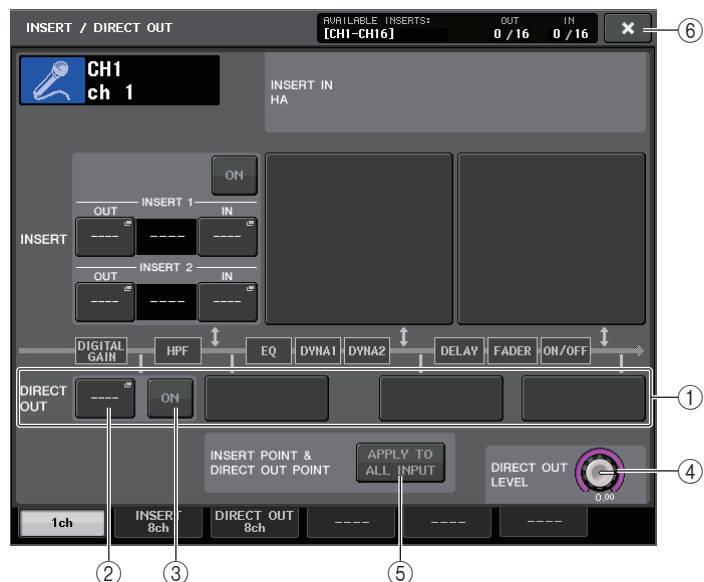 INSERT / DIRECT OUT
AVAILABLE INSERTS: OUT IN
[CH1-CH16] 0 /16 0 /16
×
⑥
CH1
ch 1
INSERT IN
HA
ON
INSERT 1
OUT IN
INSERT
---- ---- ----
INSERT 2
OUT IN
---- ---- ----
DIGITAL GAIN HPF EQ DYNA1 DYNA2 DELAY FADER ON/OFF
DIRECT OUT
---- ON
①
INSERT POINT &
DIRECT OUT POINT
APPLY TO
ALL INPUT
DIRECT OUT
LEVEL
0.00
④
1ch INSERT 8ch DIRECT OUT 8ch ---- ---- ----
② ③ ⑤